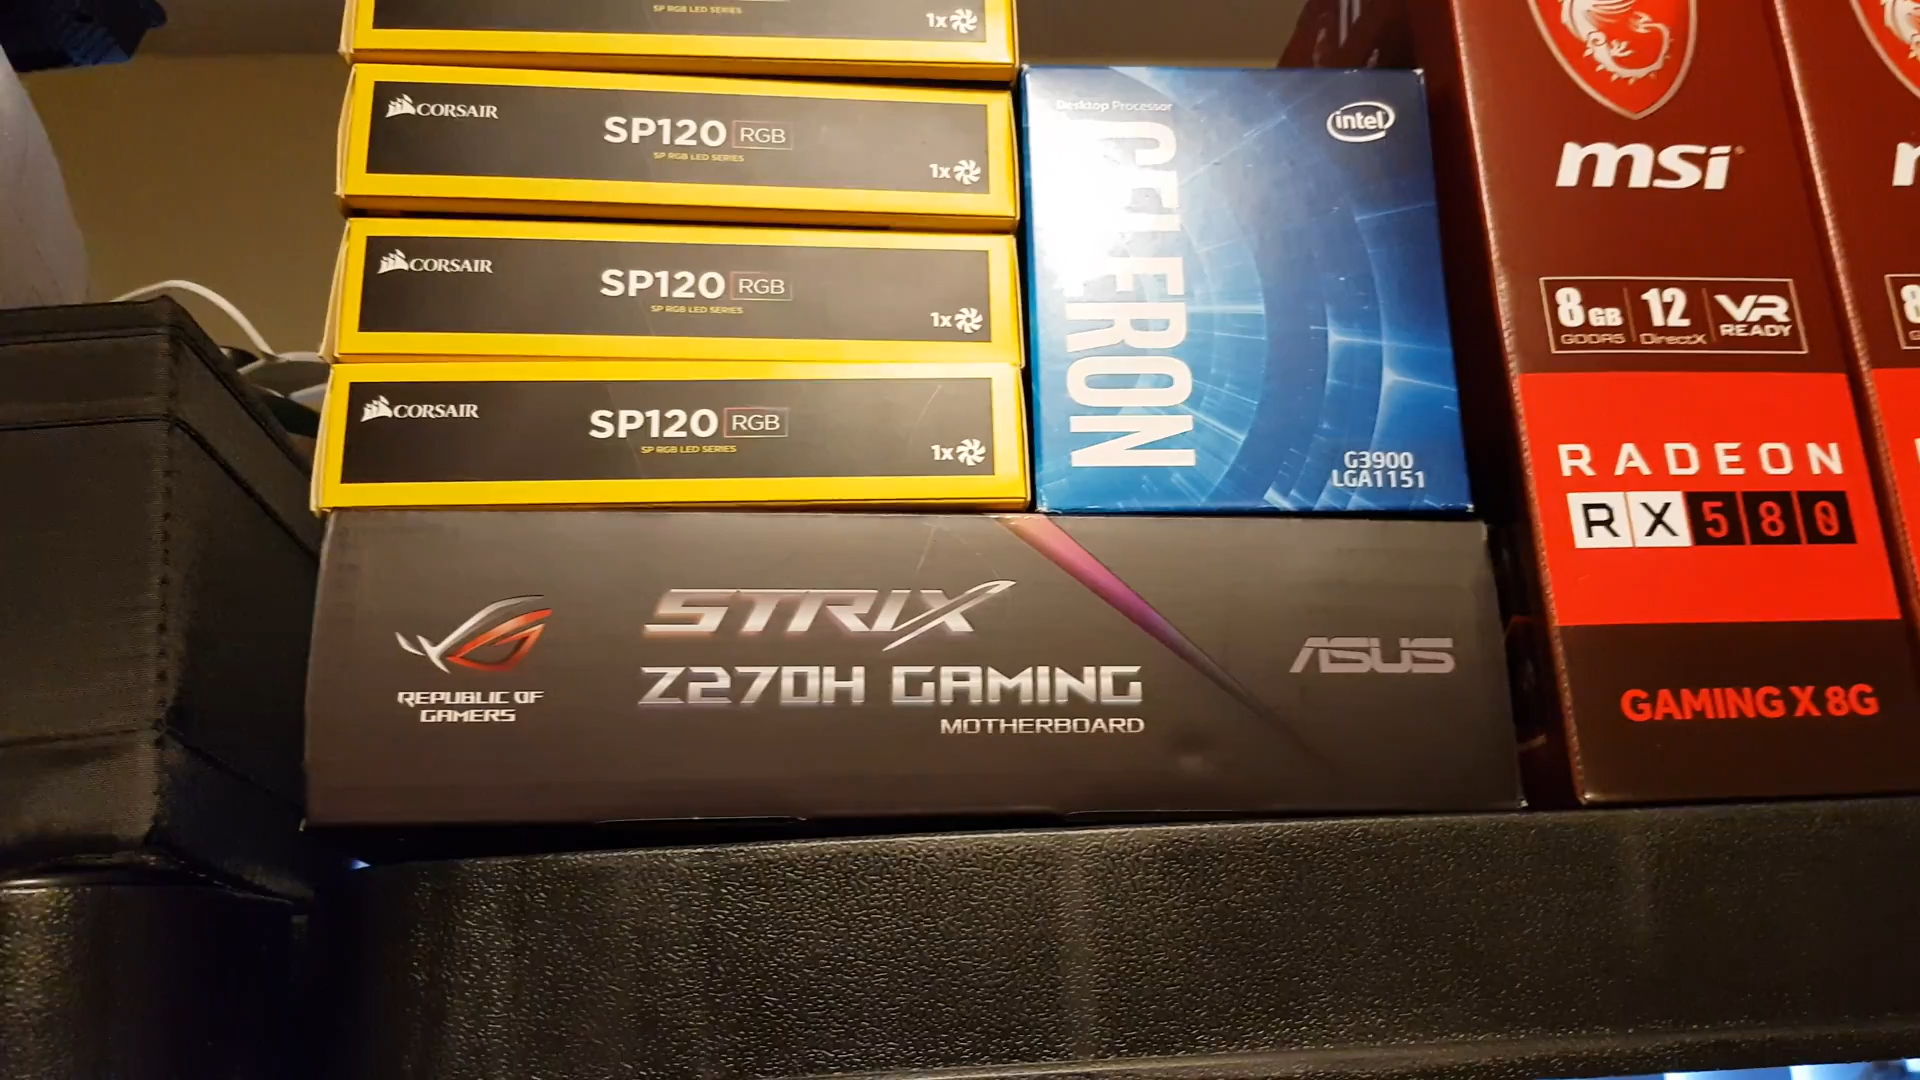 SP RGB LED SERIES
1x
CORSAIR
SP120 RGB
SP RGB LED SERIES
1x
CORSAIR
SP120 RGB
SP RGB LED SERIES
1x
CORSAIR
SP120 RGB
SP RGB LED SERIES
1x
Desktop Processor
intel
CELERON
G3900
LGA1151
REPUBLIC OF
GAMERS
STRIX
Z270H GAMING
MOTHERBOARD
ASUS
msi
8GB 12 VR
GDDR5 DirectX READY
RADEON
RX 580
GAMING X 8G
8